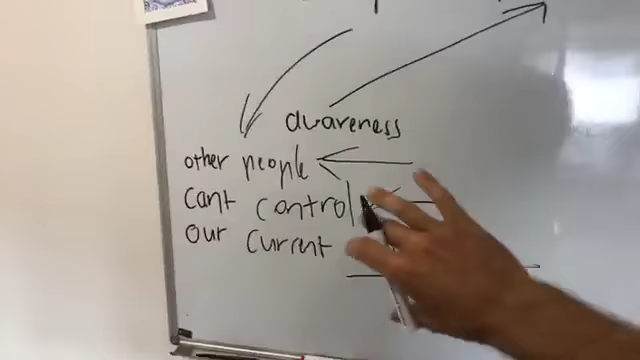 awareness
other people
cant control
our current